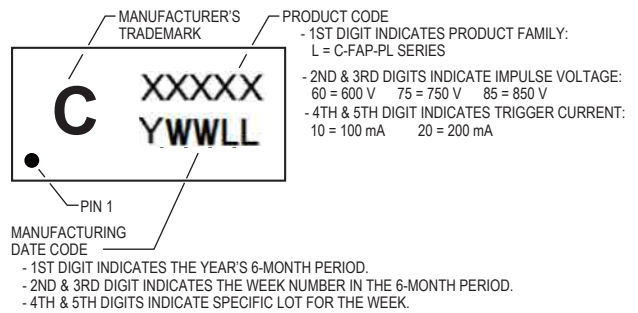 MANUFACTURER'S
TRADEMARK
PRODUCT CODE
- 1ST DIGIT INDICATES PRODUCT FAMILY:
L = C-FAP-PL SERIES
- 2ND & 3RD DIGITS INDICATE IMPULSE VOLTAGE:
60 = 600 V 75 = 750 V 85 = 850 V
- 4TH & 5TH DIGIT INDICATES TRIGGER CURRENT:
10 = 100 mA 20 = 200 mA
C
XXXXX
YWWLL
PIN 1
MANUFACTURING
DATE CODE
- 1ST DIGIT INDICATES THE YEAR'S 6-MONTH PERIOD.
- 2ND & 3RD DIGIT INDICATES THE WEEK NUMBER IN THE 6-MONTH PERIOD.
- 4TH & 5TH DIGITS INDICATE SPECIFIC LOT FOR THE WEEK.